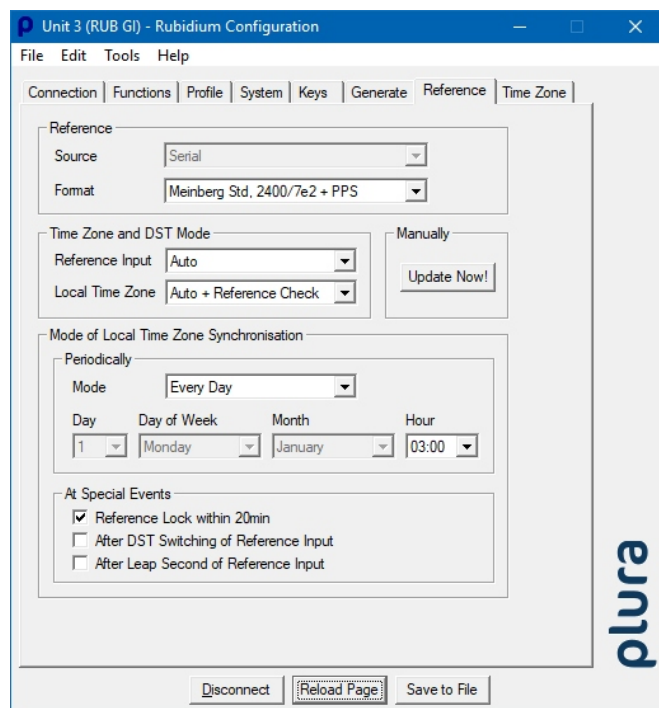 p Unit 3 (RUB GI) - Rubidium Configuration
File Edit Tools Help
Connection Functions Profile System Keys Generate Reference Time Zone
Reference
Source Serial
Format Meinberg Std, 2400/7e2 + PPS
Time Zone and DST Mode Manually
Reference Input Auto Update Now!
Local Time Zone Auto + Reference Check
Mode of Local Time Zone Synchronisation
Periodically
Mode Every Day
Day Day of Week Month Hour
1 Monday January 03:00
At Special Events
Reference Lock within 20min
After DST Switching of Reference Input
After Leap Second of Reference Input
plura
Disconnect Reload Page Save to File